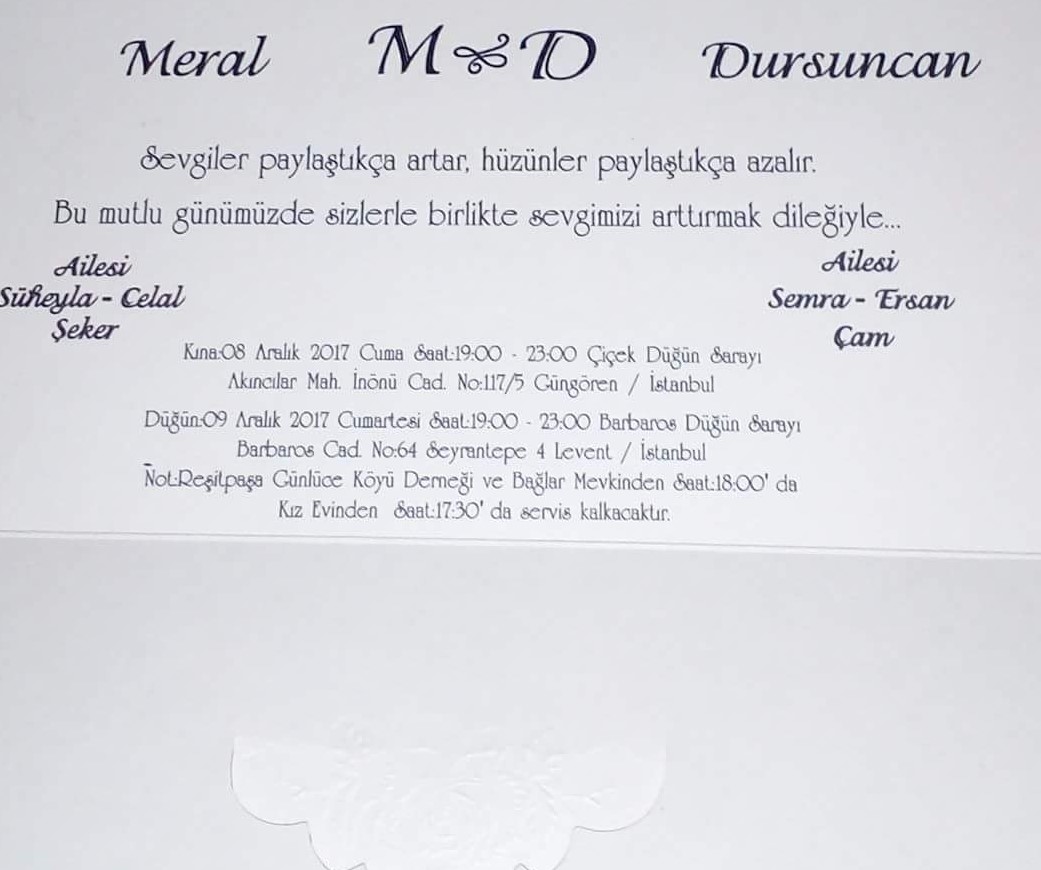 Meral M D Dursuncan
Sevgiler paylaştıkça artar, hüzünler paylaştıkça azalır.
Bu mutlu günümüzde sizlerle birlikte sevgimizi arttırmak dileğiyle...
Ailesi
Süheyla - Celal
Şeker
Ailesi
Semra - Ersan
Çam
Kına:08 Aralık 2017 Cuma Saat:19:00 - 23:00 Çiçek Düğün Sarayı
Akıncılar Mah. İnönü Cad. No:117/5 Güngören / İstanbul
Düğün:09 Aralık 2017 Cumartesi Saat:19:00 - 23:00 Barbaros Düğün Sarayı
Barbaros Cad. No:64 Seyrantepe 4 Levent / İstanbul
Not:Reşitpaşa Günlüce Köyü Derneği ve Bağlar Mevkinden Saat:18:00' da
Kız Evinden Saat:17:30' da servis kalkacaktır.